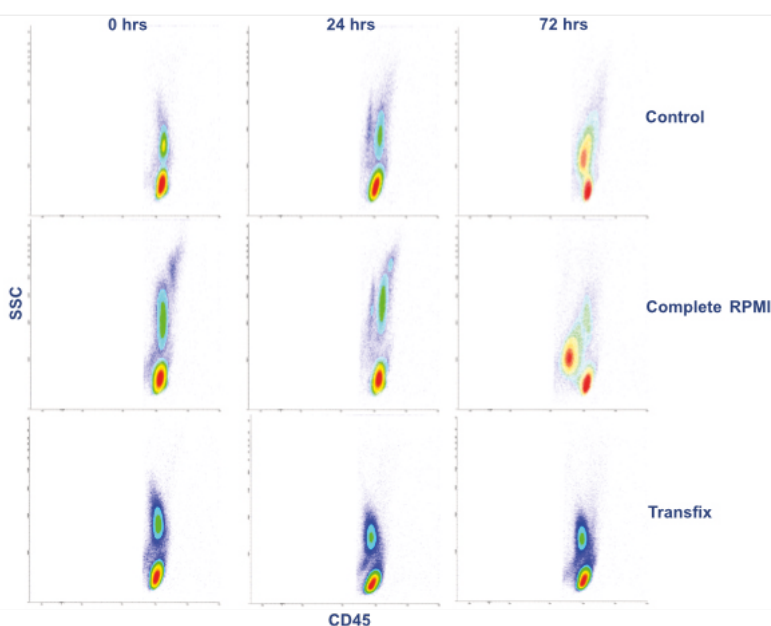 0 hrs 24 hrs 72 hrs
Control
SSC
Complete RPMI
Transfix
CD45